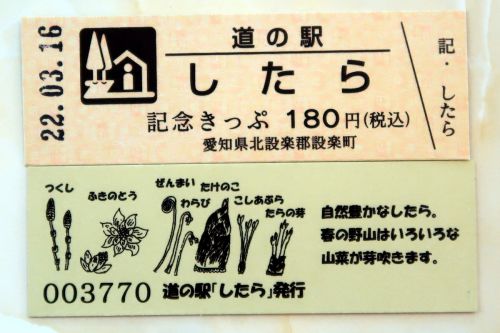 22.03.16
道の駅
したら
記念きっぷ 180円(税込)
愛知県北設楽郡設楽町
記・したら
つくし
ふきのとう
ぜんまい
わらび
たけのこ
こしあぶら
たらの芽
自然豊かなしたら。
春の野山はいろいろな
山菜が芽吹きます。
003770 道の駅「したら」発行